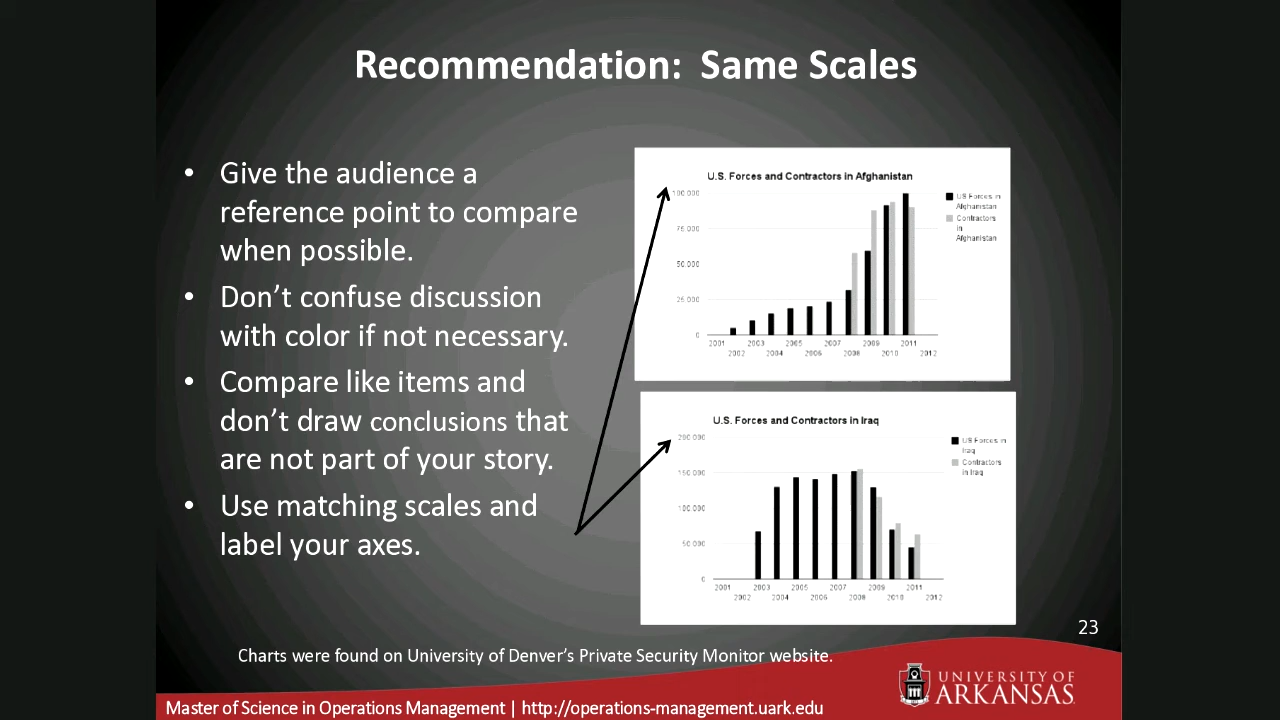 Recommendation: Same Scales
• Give the audience a
reference point to compare
when possible.
• Don't confuse discussion
with color if not necessary.
• Compare like items and
don't draw conclusions that
are not part of your story.
• Use matching scales and
label your axes.
U.S. Forces and Contractors in Afghanistan
100 000
75 000
50 000
25 000
0
2001 2003 2005 2007 2009 2011
2002 2004 2006 2008 2010 2012
US Forces in
Afghanistan
Contractors
in
Afghanistan
U.S. Forces and Contractors in Iraq
200 000
150 000
100 000
50 000
0
2001 2003 2005 2007 2009 2011
2002 2004 2006 2008 2010 2012
US Forces in
Iraq
Contractors
in Iraq
23
Charts were found on University of Denver's Private Security Monitor website.
UNIVERSITY OF
ARKANSAS
Master of Science in Operations Management | http://operations-management.uark.edu